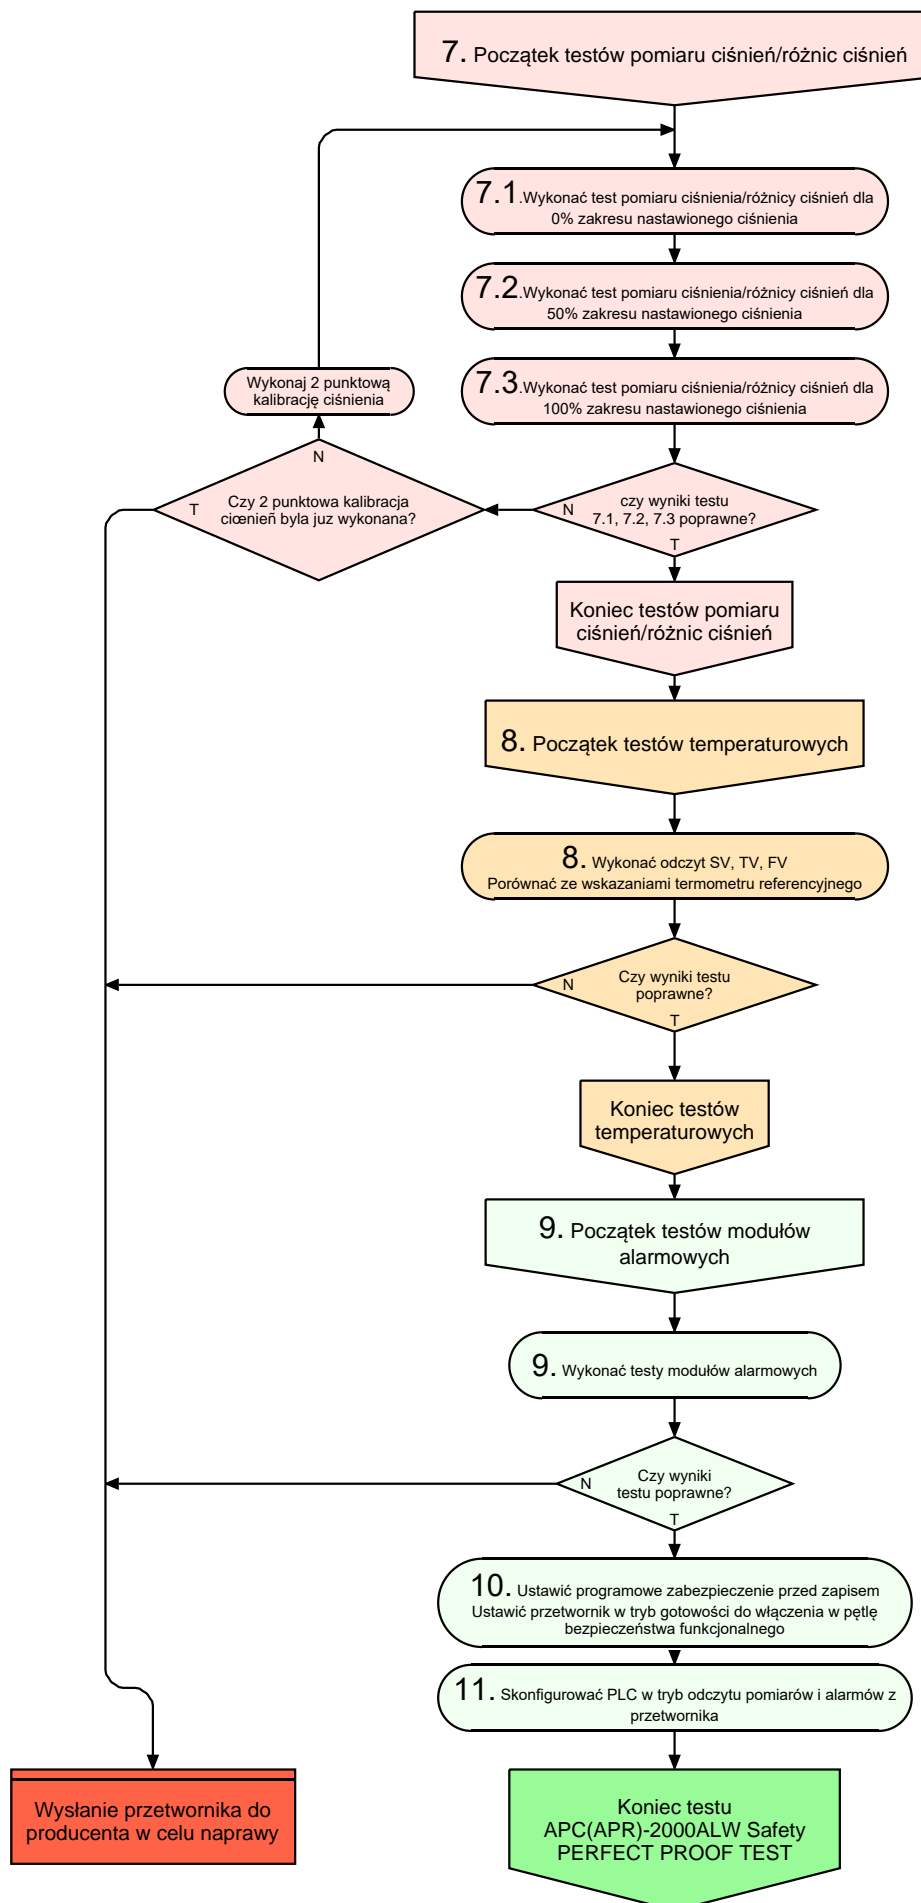 7. Początek testów pomiaru ciśnień/różnic ciśnień
7.1.Wykonać test pomiaru ciśnienia/różnicy ciśnień dla
0% zakresu nastawionego ciśnienia
7.2.Wykonać test pomiaru ciśnienia/różnicy ciśnień dla
50% zakresu nastawionego ciśnienia
7.3.Wykonać test pomiaru ciśnienia/różnicy ciśnień dla
100% zakresu nastawionego ciśnienia
Wykonaj 2 punktową
kalibrację ciśnienia
N
T
Czy 2 punktowa kalibracja
ciœnień byla juz wykonana?
N
czy wyniki testu
7.1, 7.2, 7.3 poprawne?
T
Koniec testów pomiaru
ciśnień/różnic ciśnień
8. Początek testów temperaturowych
8. Wykonać odczyt SV, TV, FV
Porównać ze wskazaniami termometru referencyjnego
N
Czy wyniki testu
poprawne?
T
Koniec testów
temperaturowych
9. Początek testów modułów
alarmowych
9. Wykonać testy modułów alarmowych
N
Czy wyniki
testu poprawne?
T
10. Ustawić programowe zabezpieczenie przed zapisem
Ustawić przetwornik w tryb gotowości do włączenia w pętlę
bezpieczeństwa funkcjonalnego
11. Skonfigurować PLC w tryb odczytu pomiarów i alarmów z
przetwornika
Wysłanie przetwornika do
producenta w celu naprawy
Koniec testu
APC(APR)-2000ALW Safety
PERFECT PROOF TEST